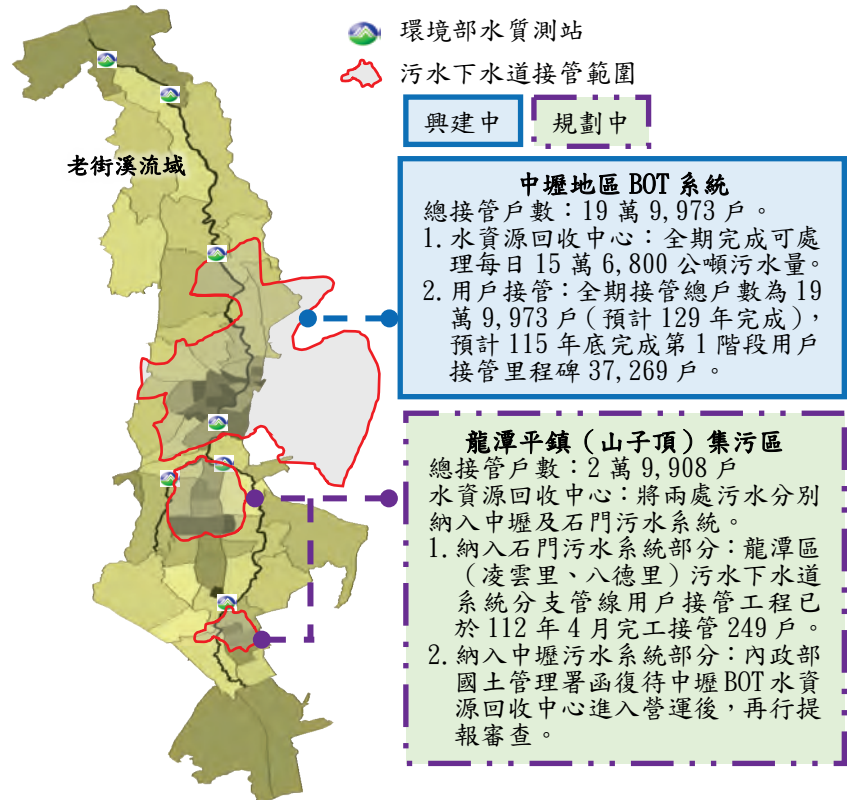 環境部水質測站
污水下水道接管範圍
興建中
規劃中
老街溪流域
中壢地區 BOT 系統
總接管戶數：19 萬 9,973 戶。
1. 水資源回收中心：全期完成可處
理每日 15 萬 6,800 公噸污水量。
2. 用戶接管：全期接管總戶數為 19
萬 9,973 戶（預計 129 年完成），
預計 115 年底完成第 1 階段用戶
接管里程碑 37,269 戶。
龍潭平鎮（山子頂）集污區
總接管戶數：2 萬 9,908 戶
水資源回收中心：將兩處污水分別
納入中壢及石門污水系統。
1. 納入石門污水系統部分：龍潭區
（凌雲里、八德里）污水下水道
系統分支管線用戶接管工程已
於 112 年 4 月完工接管 249 戶。
2. 納入中壢污水系統部分：內政部
國土管理署函復待中壢 BOT 水資
源回收中心進入營運後，再行提
報審查。